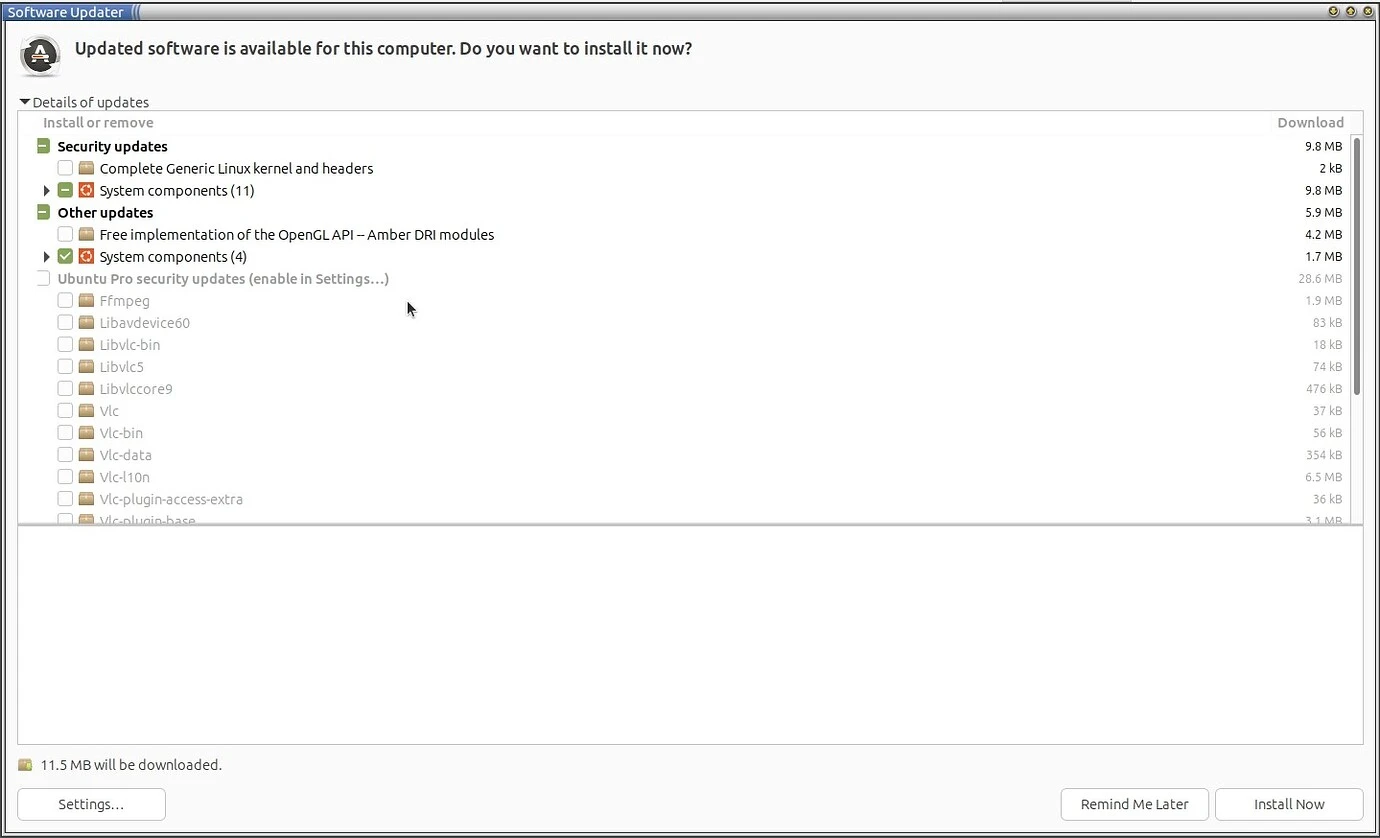 Software Updater
Updated software is available for this computer. Do you want to install it now?
Details of updates
Install or remove Download
Security updates 9.8 MB
Complete Generic Linux kernel and headers 2 kB
System components (11) 9.8 MB
Other updates 5.9 MB
Free implementation of the OpenGL API -- Amber DRI modules 4.2 MB
System components (4) 1.7 MB
Ubuntu Pro security updates (enable in Settings…) 28.6 MB
Ffmpeg 1.9 MB
Libavdevice60 83 kB
Libvlc-bin 18 kB
Libvlc5 74 kB
Libvlccore9 476 kB
Vlc 37 kB
Vlc-bin 56 kB
Vlc-data 354 kB
Vlc-l10n 6.5 MB
Vlc-plugin-access-extra 36 kB
Vlc-plugin-base 3.1 MB
11.5 MB will be downloaded.
Settings… Remind Me Later Install Now